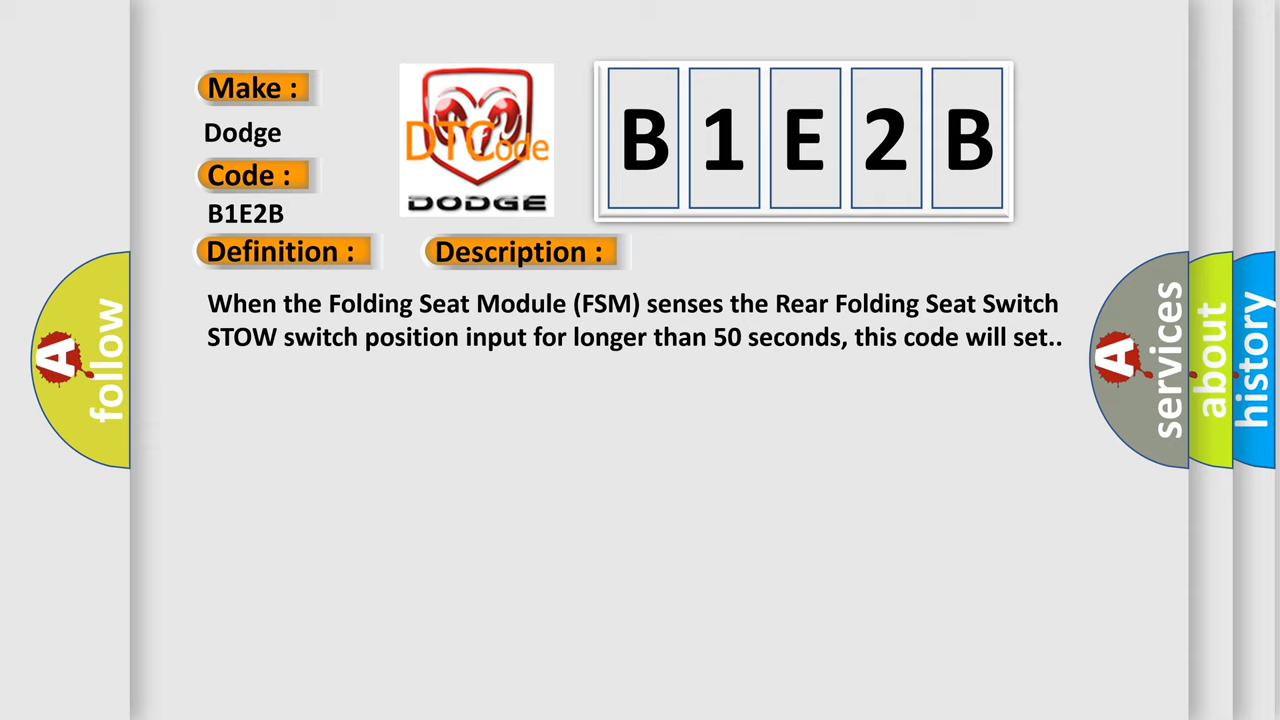 Make :
Dodge
Code :
B1E2B
Definition :
Description :
When the Folding Seat Module (FSM) senses the Rear Folding Seat Switch
STOW switch position input for longer than 50 seconds, this code will set..
DTCode
DODGE
B 1 E 2 B
A follow
A services
about
history